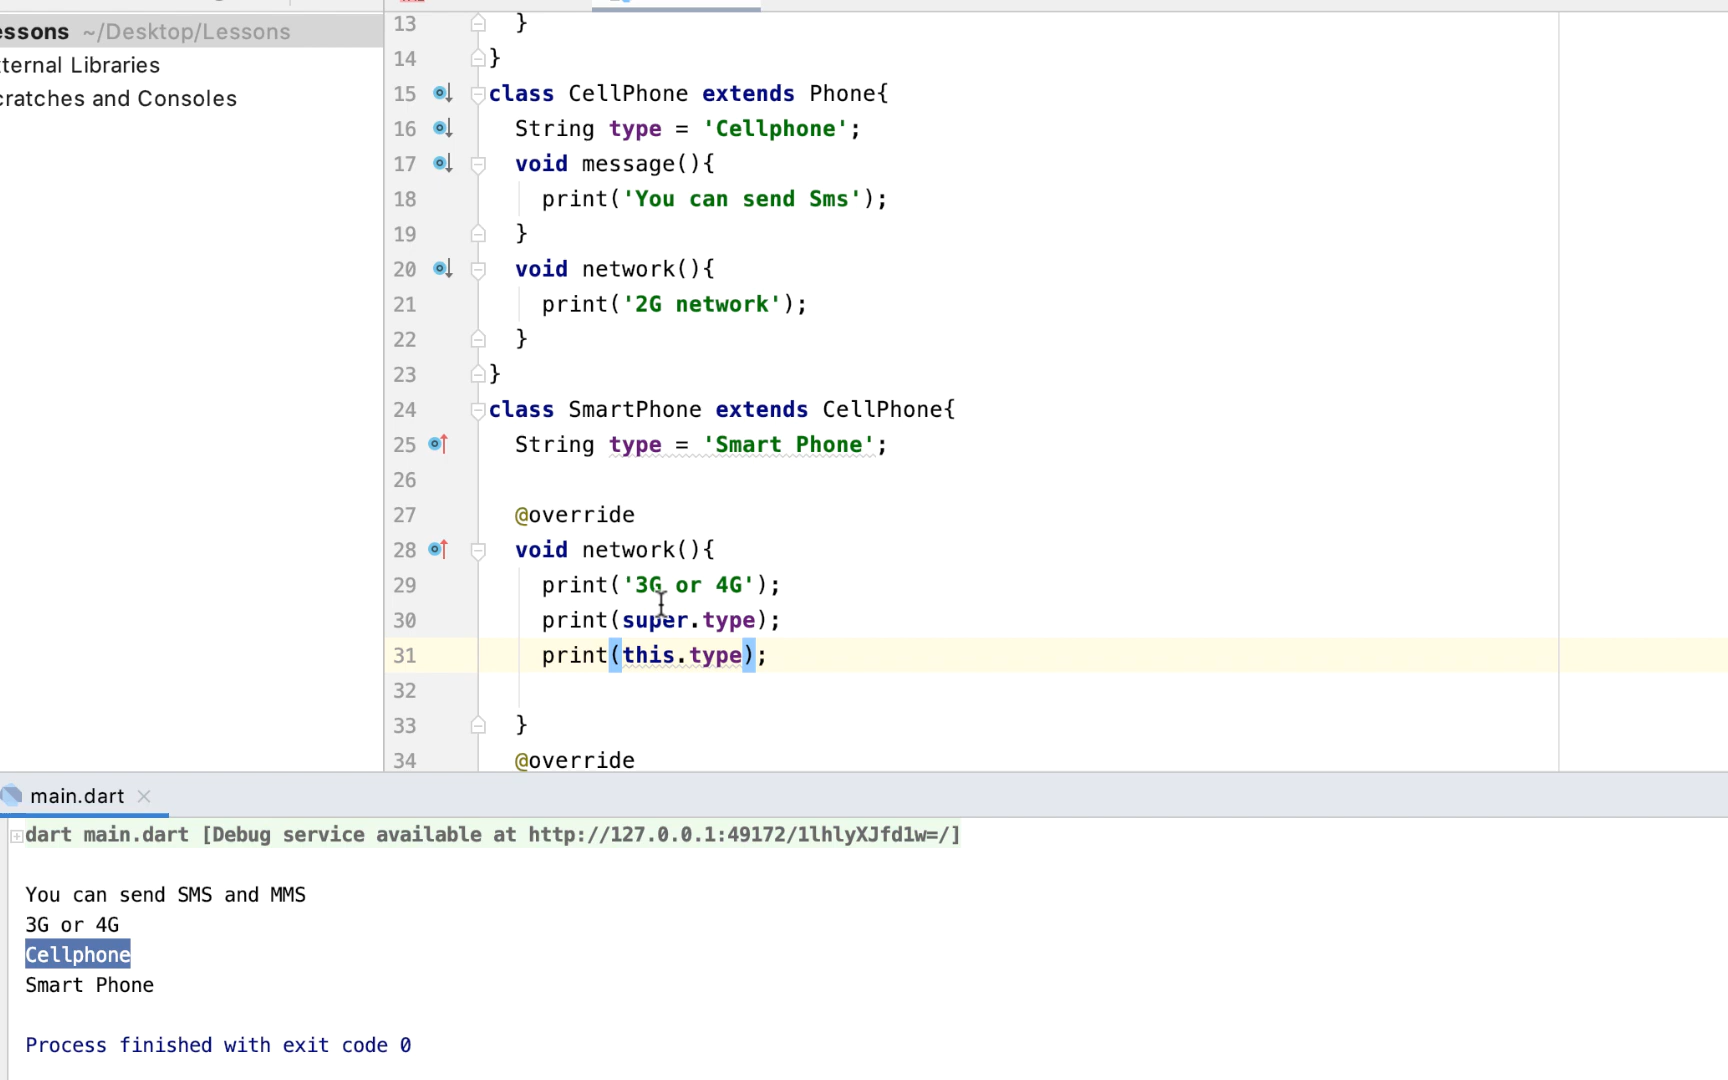 essons ~/Desktop/Lessons
ternal Libraries
cratches and Consoles
13 }
14 }
15 class CellPhone extends Phone{
16 String type = 'Cellphone';
17 void message(){
18 print('You can send Sms');
19 }
20 void network(){
21 print('2G network');
22 }
23 }
24 class SmartPhone extends CellPhone{
25 String type = 'Smart Phone';
26
27 @override
28 void network(){
29 print('3G or 4G');
30 print(super.type);
31 print(this.type);
32
33 }
34 @override
main.dart
dart main.dart [Debug service available at http://127.0.0.1:49172/1lhlyXJfd1w=/]
You can send SMS and MMS
3G or 4G
Cellphone
Smart Phone
Process finished with exit code 0